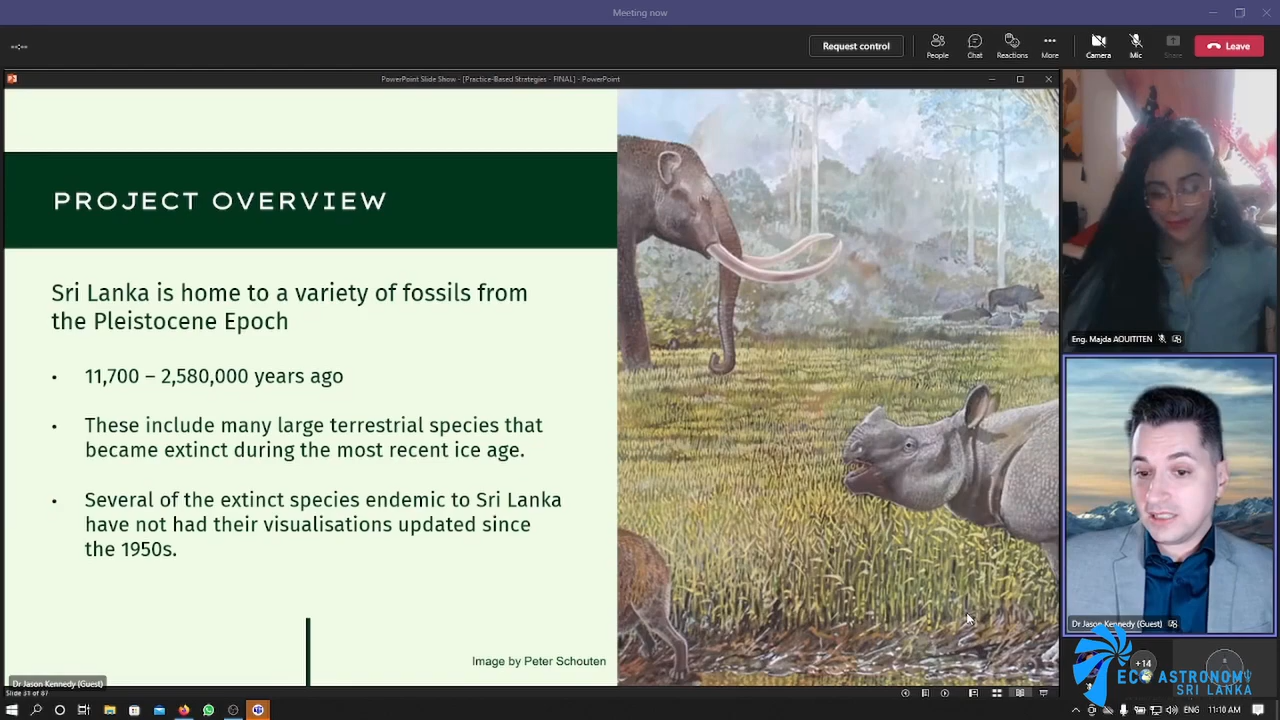 Meeting now
Request control
People
Chat
Reactions
More
Camera
Mic
Share
Leave
PowerPoint Slide Show - [Practice-Based Strategies - FINAL] - PowerPoint
PROJECT OVERVIEW
Sri Lanka is home to a variety of fossils from
the Pleistocene Epoch
• 11,700 – 2,580,000 years ago
• These include many large terrestrial species that
became extinct during the most recent ice age.
• Several of the extinct species endemic to Sri Lanka
have not had their visualisations updated since
the 1950s.
Image by Peter Schouten
Eng. Majda AOUITITEN
Dr Jason Kennedy (Guest)
Dr Jason Kennedy (Guest)
Slide 31 of 87
+14
ECO ASTRONOMY
SRI LANKA
ENG
11:10 AM